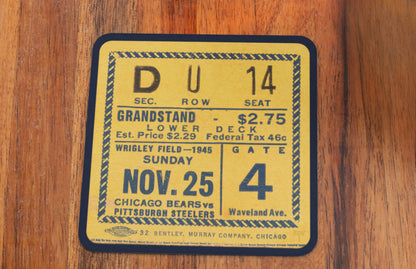 D U 14
SEC. ROW SEAT
GRANDSTAND - $2.75
LOWER DECK
Est. Price $2.29 Federal Tax 46c
WRIGLEY FIELD—1945
SUNDAY
NOV. 25
CHICAGO BEARS vs
PITTSBURGH STEELERS
GATE
4
Waveland Ave.
32 BENTLEY, MURRAY COMPANY, CHICAGO